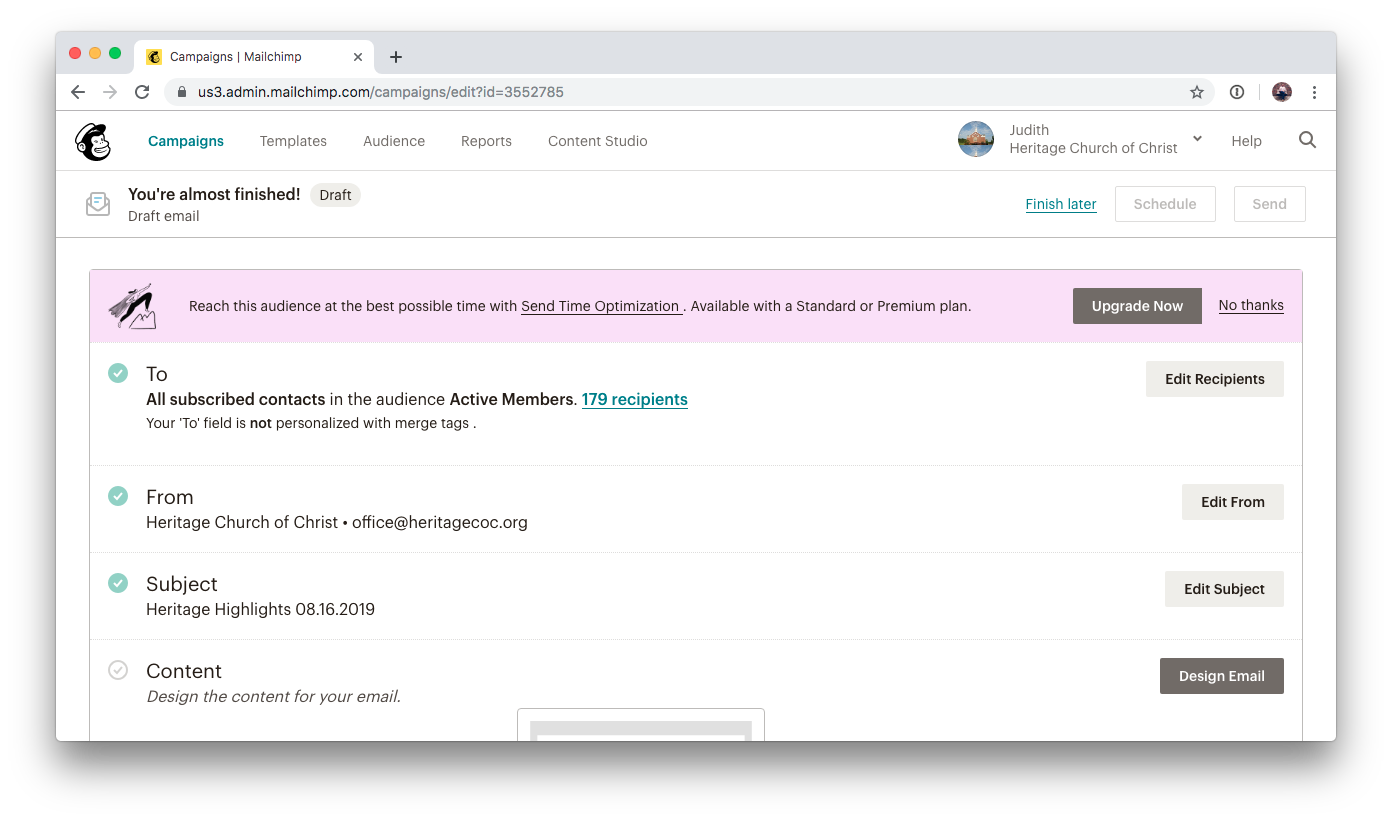 Campaigns | Mailchimp
us3.admin.mailchimp.com/campaigns/edit?id=3552785
Campaigns Templates Audience Reports Content Studio Judith Heritage Church of Christ Help
You're almost finished! Draft
Draft email
Finish later Schedule Send
Reach this audience at the best possible time with Send Time Optimization . Available with a Standard or Premium plan. Upgrade Now No thanks
To
All subscribed contacts in the audience Active Members. 179 recipients
Your 'To' field is not personalized with merge tags .
Edit Recipients
From
Heritage Church of Christ • office@heritagecoc.org
Edit From
Subject
Heritage Highlights 08.16.2019
Edit Subject
Content
Design the content for your email.
Design Email